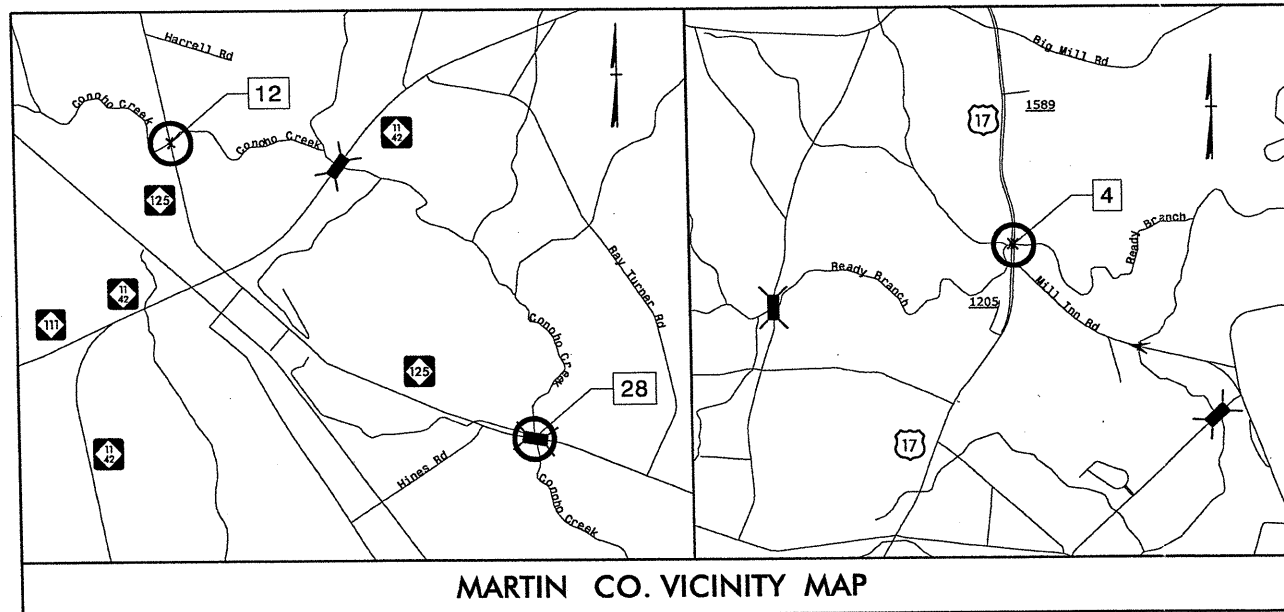 Harrell Rd
12
Conoho Creek
Conoho Creek
11
42
125
11
42
111
Ray Turner Rd
Conoho Creek
125
28
11
42
Hines Rd
Conoho Creek
Big Mill Rd
1589
17
4
Ready Branch
Ready Branch
1205
Mill Inn Rd
17
MARTIN CO. VICINITY MAP